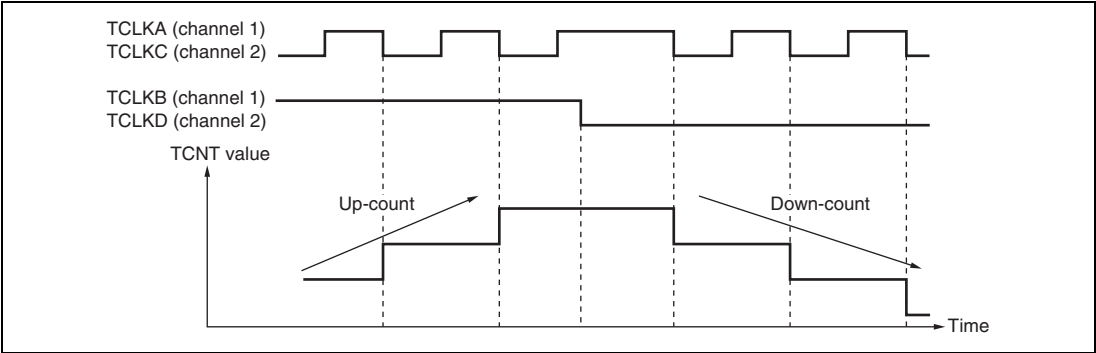 TCLKA (channel 1)
TCLKC (channel 2)
TCLKB (channel 1)
TCLKD (channel 2)
TCNT value
Up-count
Down-count
Time